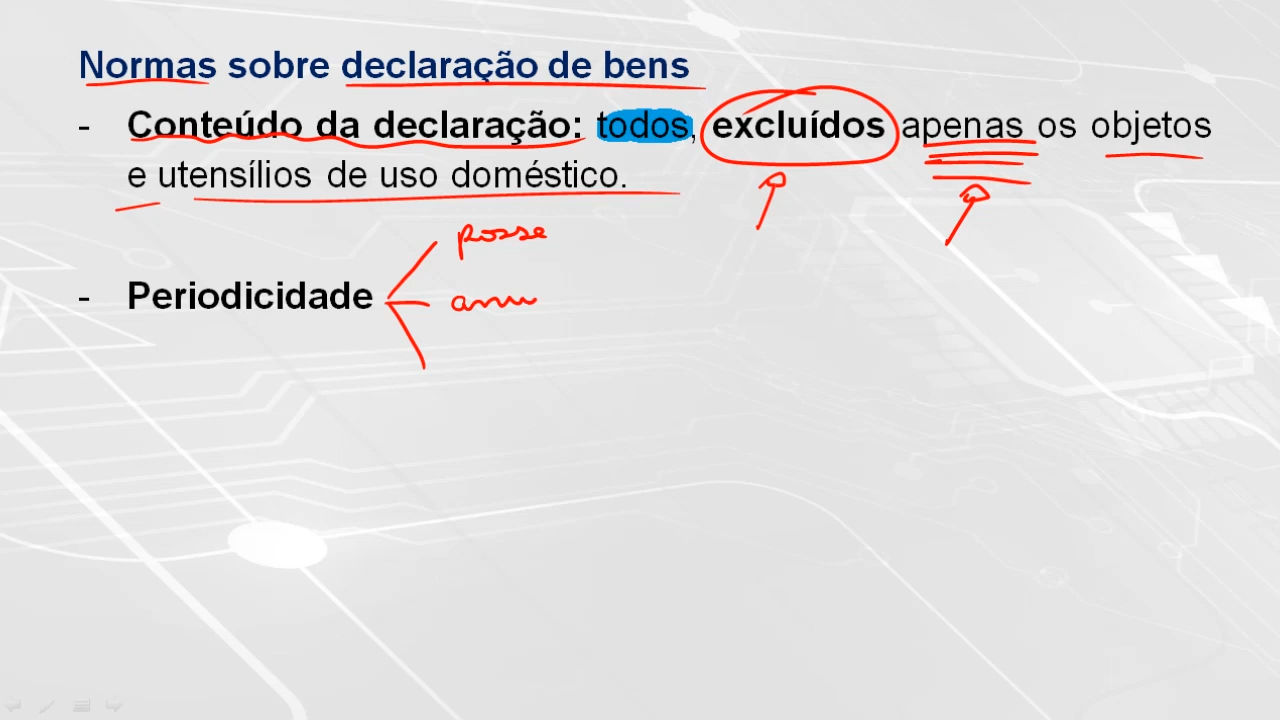 Normas sobre declaração de bens
- Conteúdo da declaração: todos, excluídos apenas os objetos
e utensílios de uso doméstico.
posse
- Periodicidade
anu